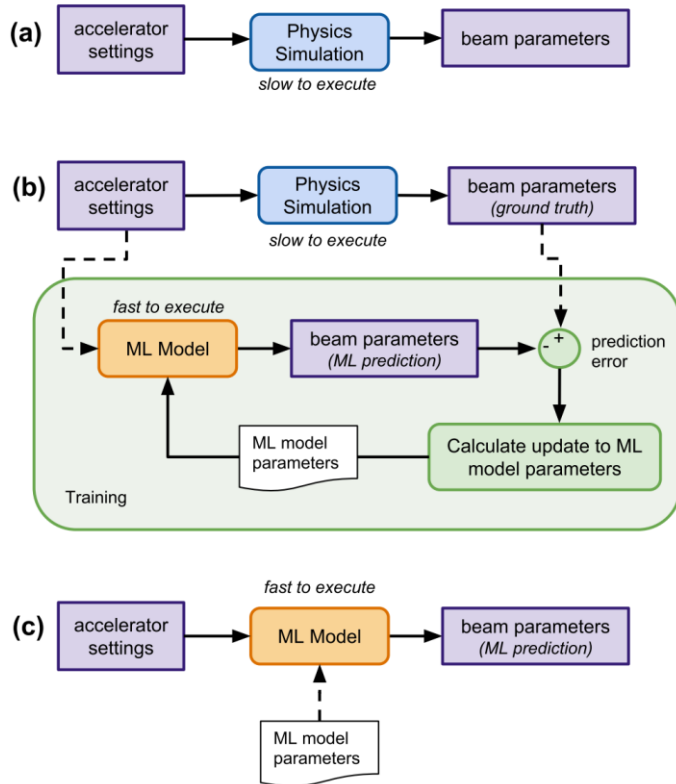 (a)
accelerator
settings
Physics
Simulation
beam parameters
slow to execute
(b)
accelerator
settings
Physics
Simulation
beam parameters
(ground truth)
slow to execute
fast to execute
ML Model
beam parameters
(ML prediction)
- +
prediction
error
ML model
parameters
Calculate update to ML
model parameters
Training
fast to execute
(c)
accelerator
settings
ML Model
beam parameters
(ML prediction)
ML model
parameters